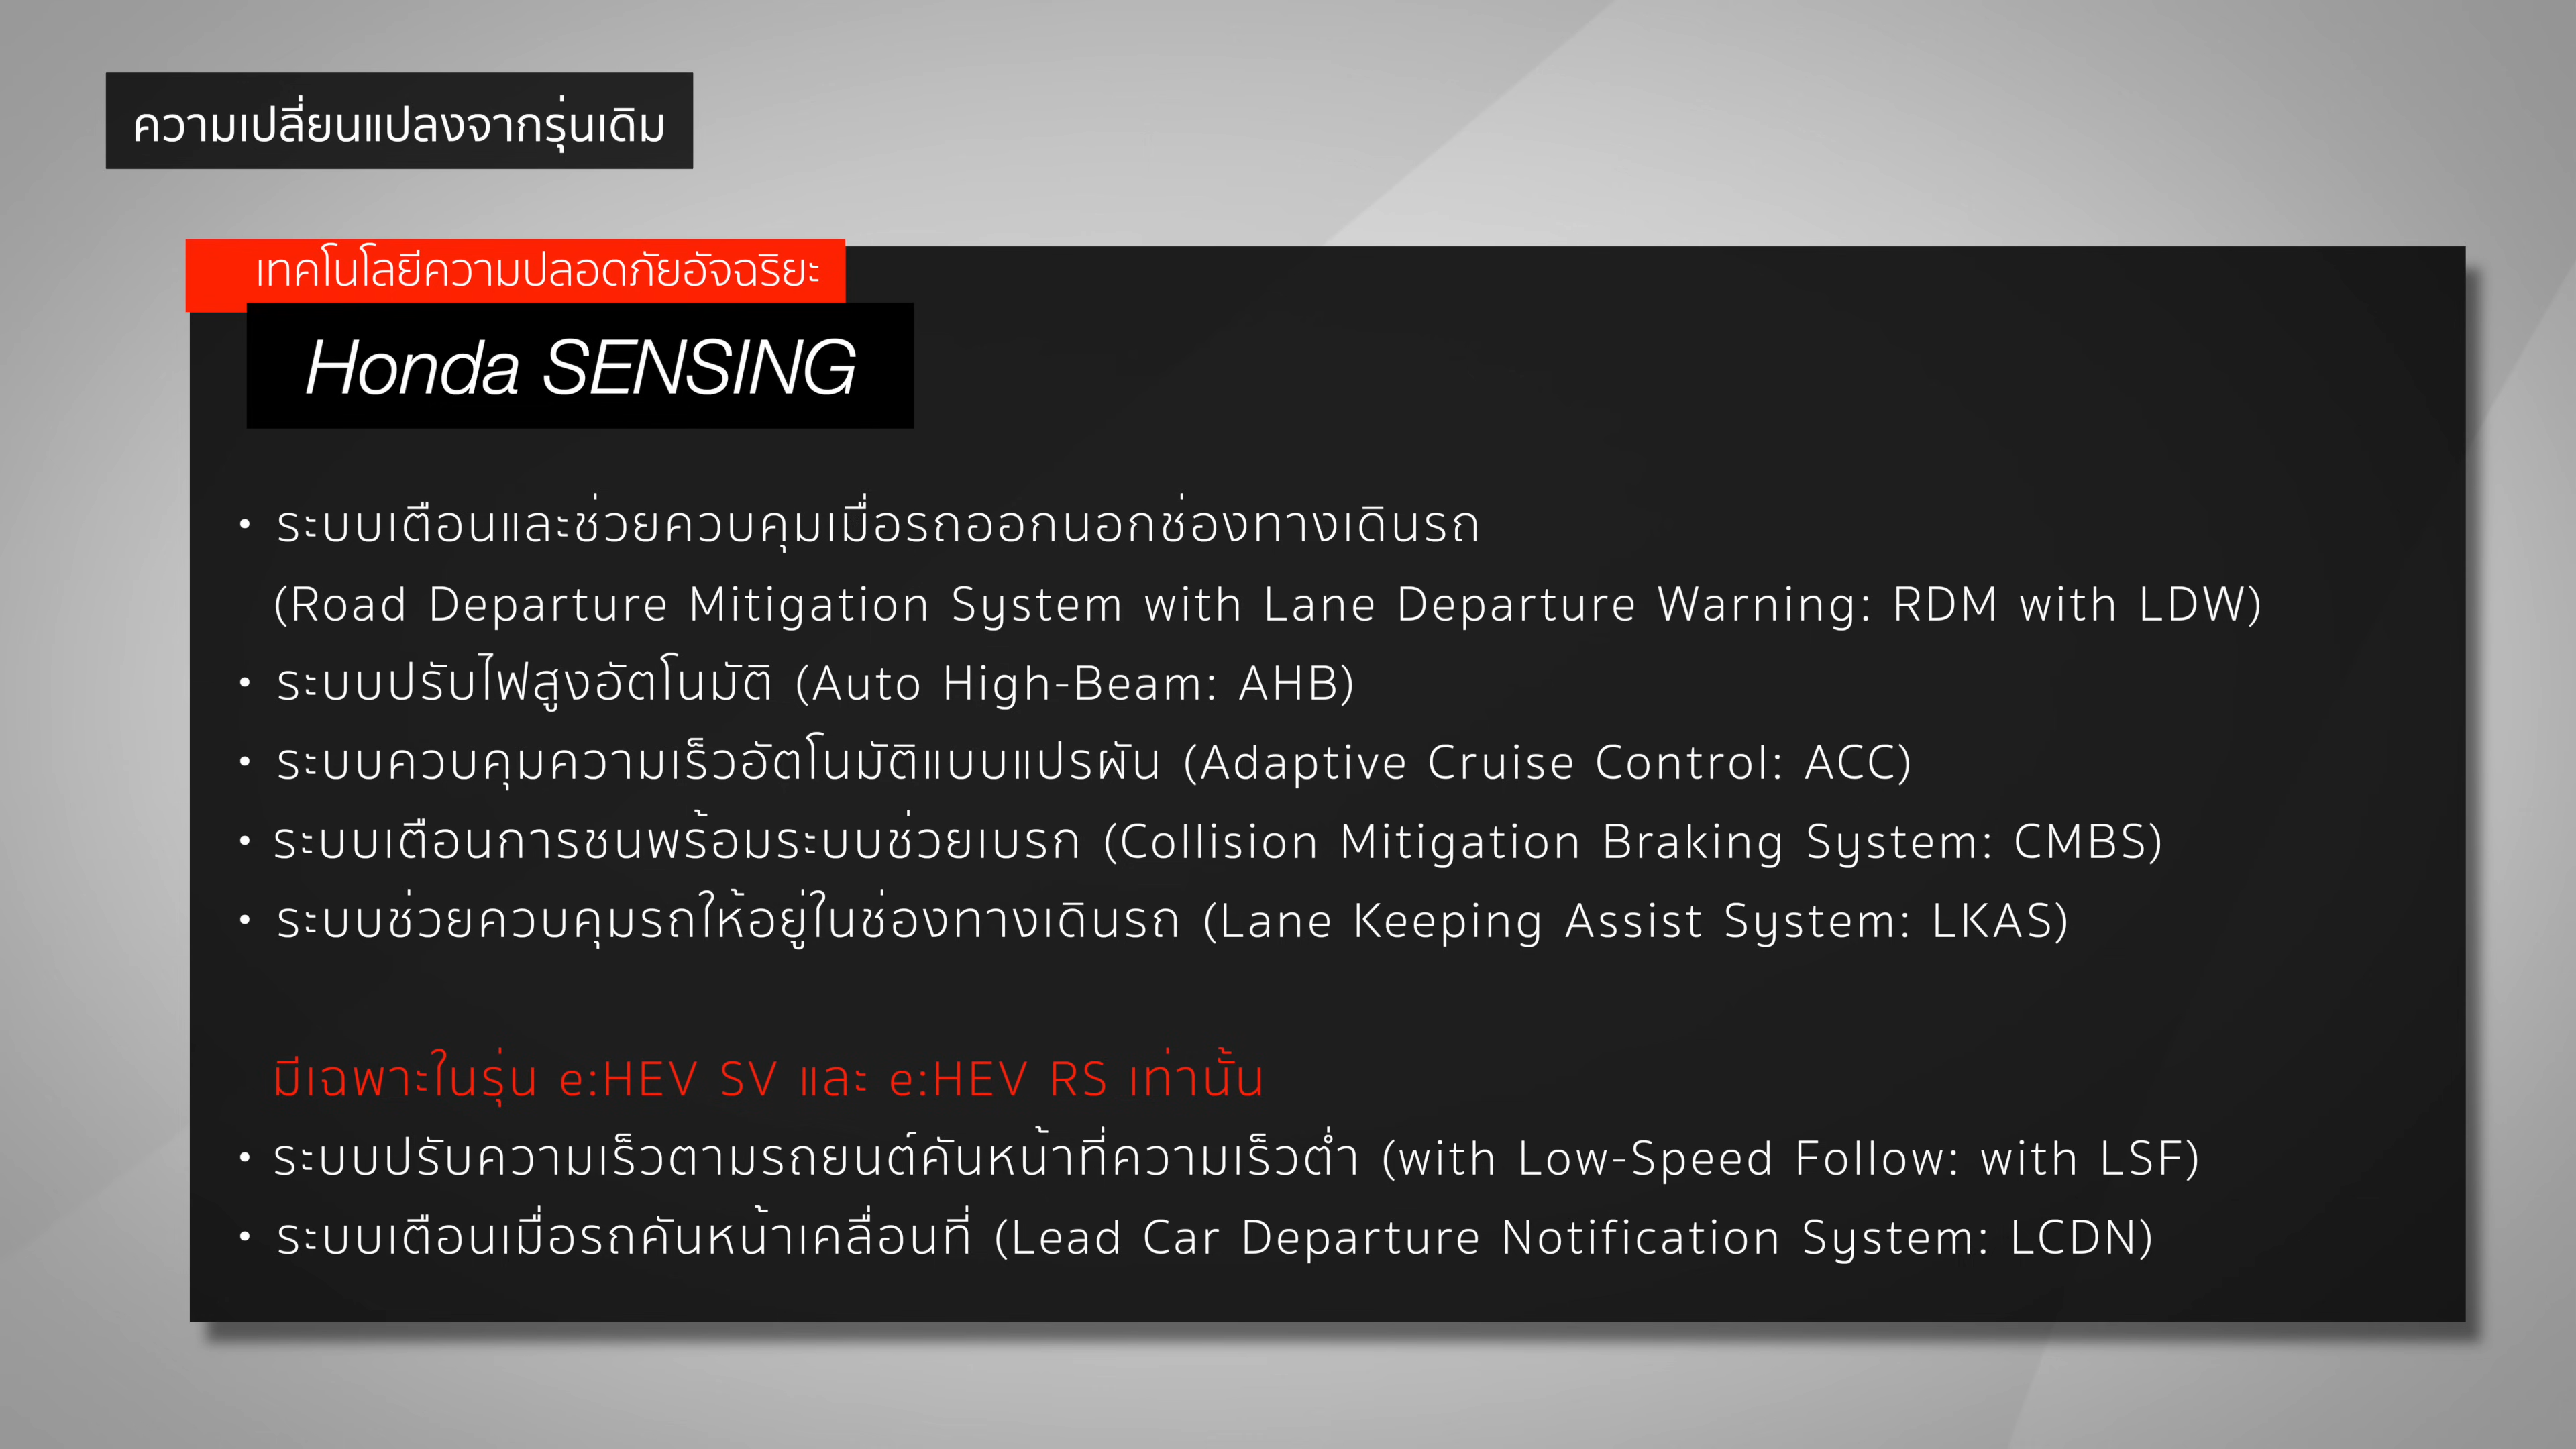 ความเปลี่ยนแปลงจากรุ่นเดิม
เทคโนโลยีความปลอดภัยอัจฉริยะ
Honda SENSING
• ระบบเตือนและช่วยควบคุมเมื่อรถออกนอกช่องทางเดินรถ
(Road Departure Mitigation System with Lane Departure Warning: RDM with LDW)
• ระบบปรับไฟสูงอัตโนมัติ (Auto High-Beam: AHB)
• ระบบควบคุมความเร็วอัตโนมัติแบบแปรผัน (Adaptive Cruise Control: ACC)
• ระบบเตือนการชนพร้อมระบบช่วยเบรก (Collision Mitigation Braking System: CMBS)
• ระบบช่วยควบคุมรถให้อยู่ในช่องทางเดินรถ (Lane Keeping Assist System: LKAS)
มีเฉพาะในรุ่น e:HEV SV และ e:HEV RS เท่านั้น
• ระบบปรับความเร็วตามรถยนต์คันหน้าที่ความเร็วต่ำ (with Low-Speed Follow: with LSF)
• ระบบเตือนเมื่อรถคันหน้าเคลื่อนที่ (Lead Car Departure Notification System: LCDN)